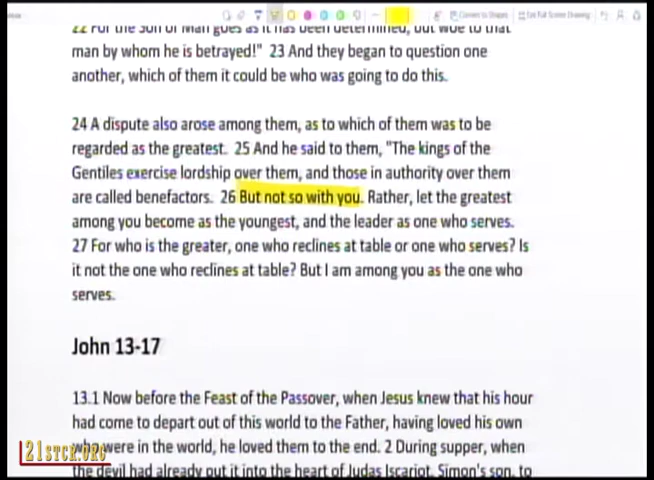 Convert to Shapes
Full Screen Drawing
22 For the Son of Man goes as it has been determined, but woe to that
man by whom he is betrayed!" 23 And they began to question one
another, which of them it could be who was going to do this.
24 A dispute also arose among them, as to which of them was to be
regarded as the greatest. 25 And he said to them, "The kings of the
Gentiles exercise lordship over them, and those in authority over them
are called benefactors. 26 But not so with you. Rather, let the greatest
among you become as the youngest, and the leader as one who serves.
27 For who is the greater, one who reclines at table or one who serves? Is
it not the one who reclines at table? But I am among you as the one who
serves.
John 13-17
13.1 Now before the Feast of the Passover, when Jesus knew that his hour
had come to depart out of this world to the Father, having loved his own
who were in the world, he loved them to the end. 2 During supper, when
the devil had already put it into the heart of Judas Iscariot, Simon's son, to
21STCR.ORG